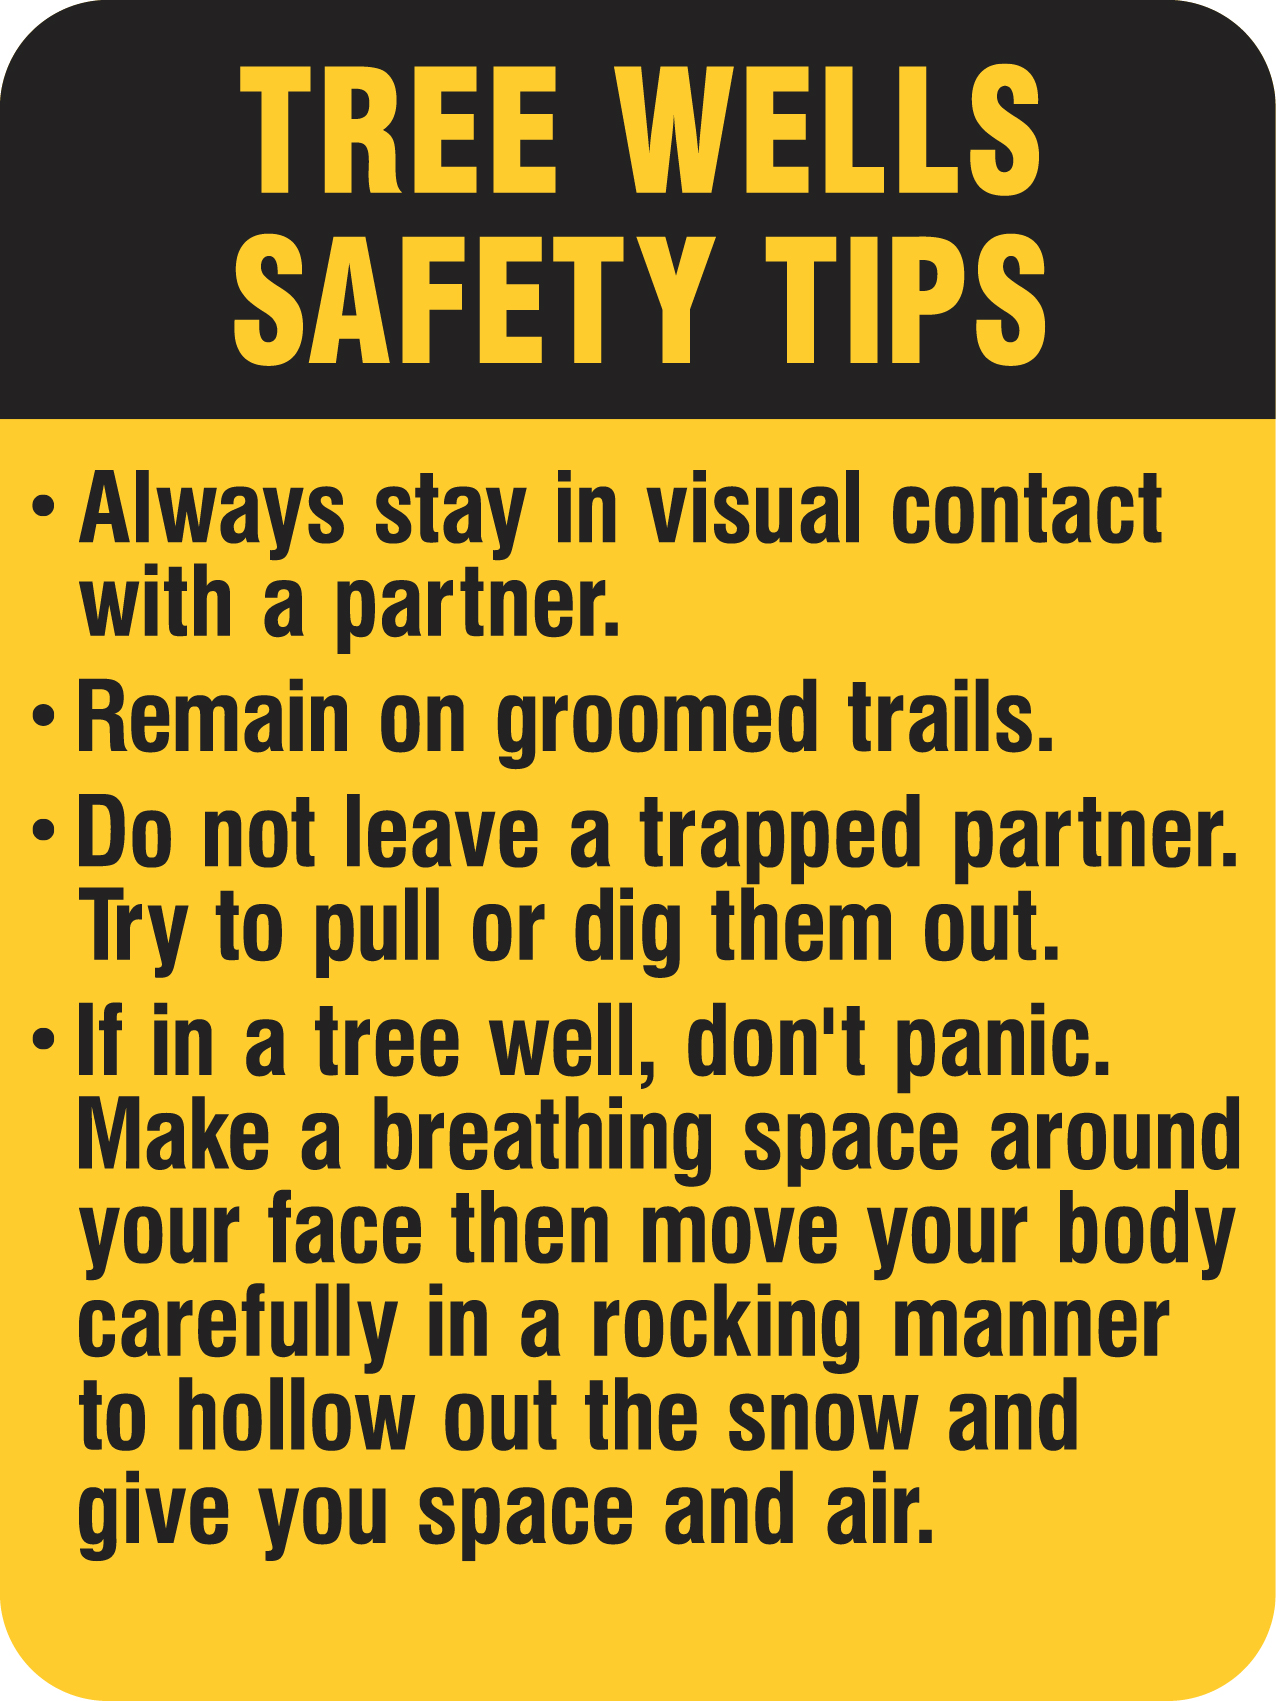 TREE WELLS
SAFETY TIPS
• Always stay in visual contact
with a partner.
• Remain on groomed trails.
• Do not leave a trapped partner.
Try to pull or dig them out.
• If in a tree well, don't panic.
Make a breathing space around
your face then move your body
carefully in a rocking manner
to hollow out the snow and
give you space and air.